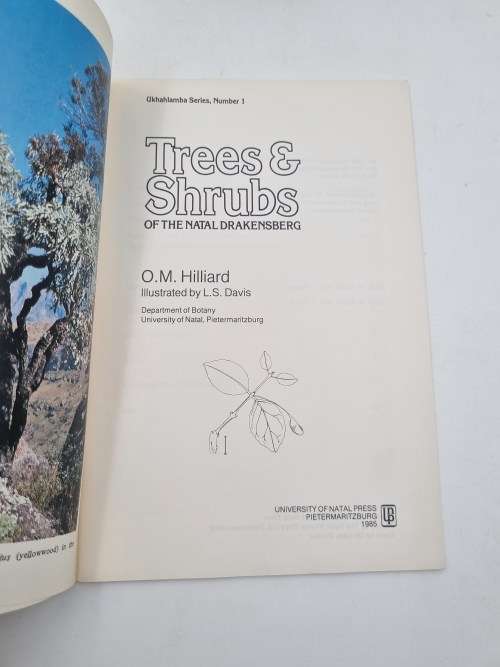 Ukhahlamba Series, Number 1
Trees &
Shrubs
OF THE NATAL DRAKENSBERG
O.M. Hilliard
Illustrated by L.S. Davis
Department of Botany
University of Natal, Pietermaritzburg
UNIVERSITY OF NATAL PRESS
PIETERMARITZBURG
1985
(yellowwood) in the